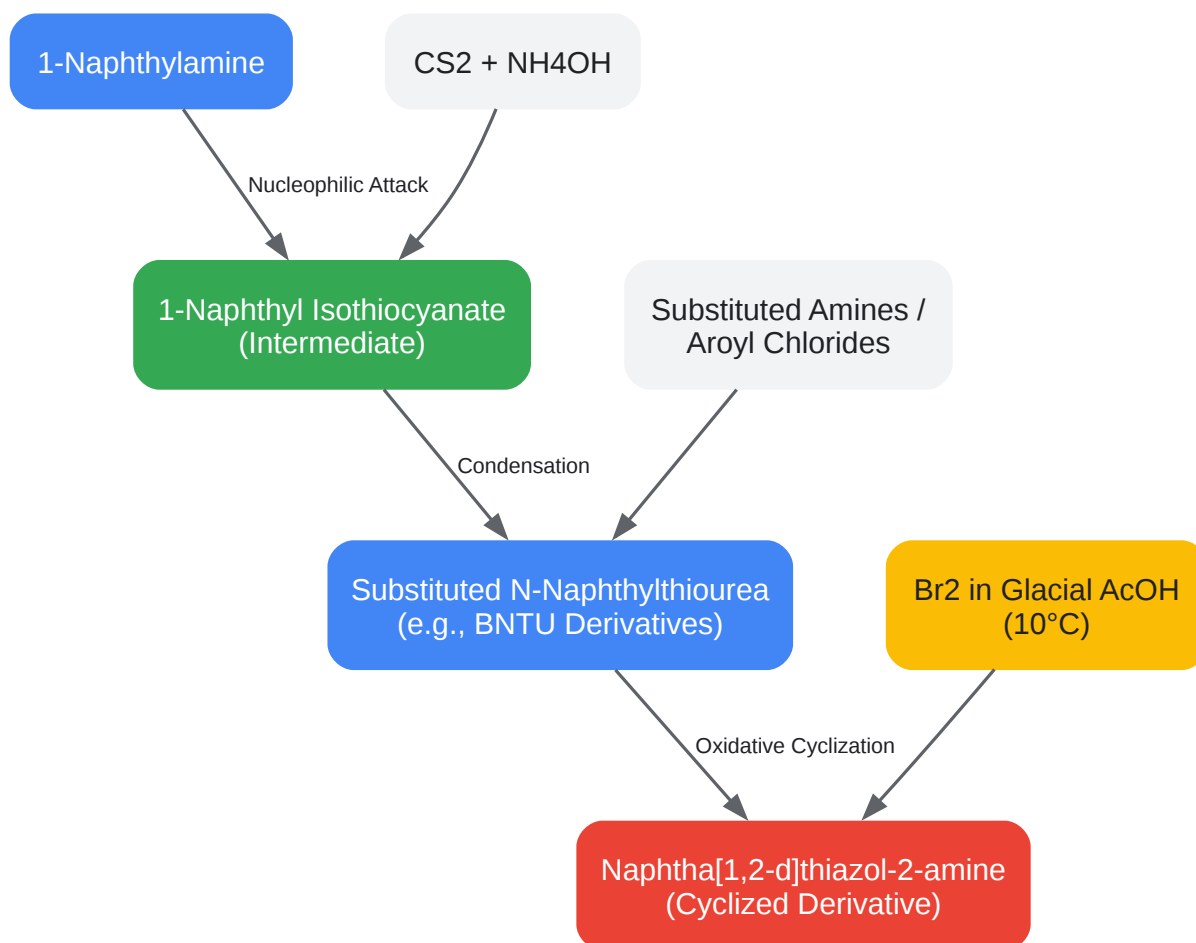 1-Naphthylamine
CS2 + NH4OH
Nucleophilic Attack
1-Naphthyl Isothiocyanate
(Intermediate)
Substituted Amines /
Aroyl Chlorides
Condensation
Substituted N-Naphthylthiourea
(e.g., BNTU Derivatives)
Br2 in Glacial AcOH
(10°C)
Oxidative Cyclization
Naphtha[1,2-d]thiazol-2-amine
(Cyclized Derivative)